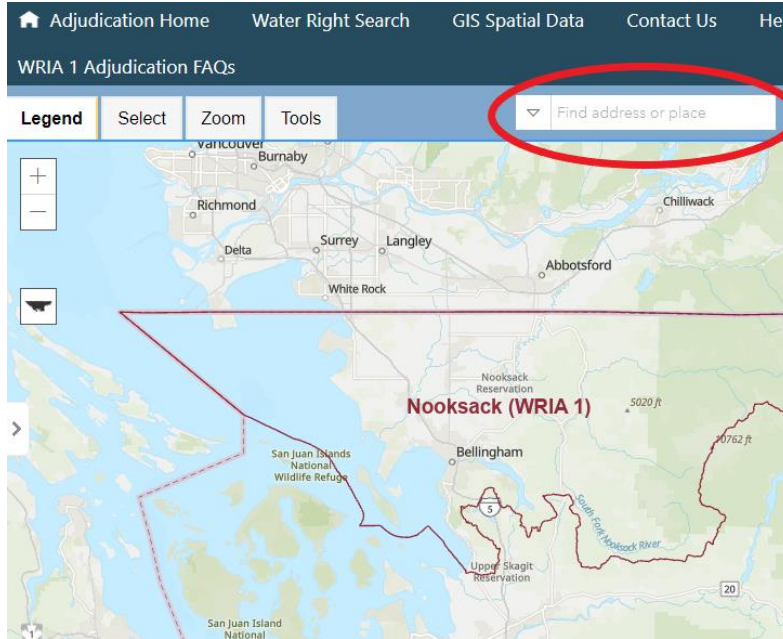 Adjudication Home Water Right Search GIS Spatial Data Contact Us He
WRIA 1 Adjudication FAQs
Legend Select Zoom Tools Find address or place
Vancouver
Burnaby
Richmond
Chilliwack
Surrey Langley
Delta
Abbotsford
White Rock
Nooksack
Reservation
Nooksack (WRIA 1)
5020 ft
10762 ft
Bellingham
San Juan Islands
National
Wildlife Refuge
5
South Fork Nooksack River
Upper Skagit
Reservation
20
San Juan Island
National
1